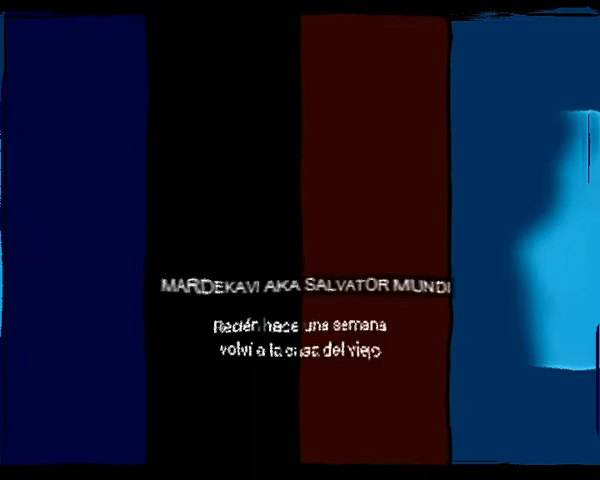 MARDEKAVI AKA SALVATOR MUNDI
Recién hace una semana
volví a la casa del viejo